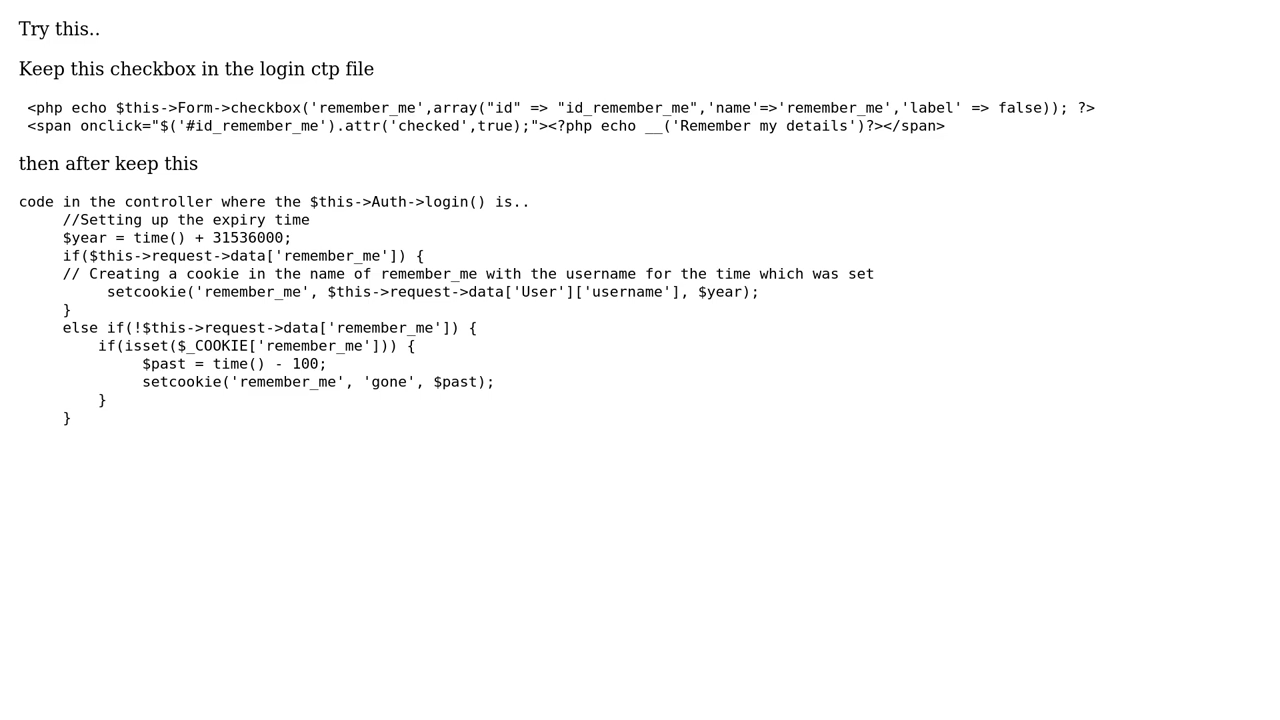 Try this..
Keep this checkbox in the login ctp file
<php echo $this->Form->checkbox('remember_me',array("id" => "id_remember_me",'name'=>'remember_me','label' => false)); ?>
<span onclick="$('#id_remember_me').attr('checked',true);"><?php echo __('Remember my details')?></span>
then after keep this
code in the controller where the $this->Auth->login() is..
//Setting up the expiry time
$year = time() + 31536000;
if($this->request->data['remember_me']) {
// Creating a cookie in the name of remember_me with the username for the time which was set
setcookie('remember_me', $this->request->data['User']['username'], $year);
}
else if(!$this->request->data['remember_me']) {
if(isset($_COOKIE['remember_me'])) {
$past = time() - 100;
setcookie('remember_me', 'gone', $past);
}
}